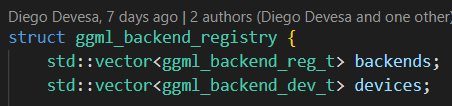 Diego Devesa, 7 days ago | 2 authors (Diego Devesa and one other)
struct ggml_backend_registry {
    std::vector<ggml_backend_reg_t> backends;
    std::vector<ggml_backend_dev_t> devices;